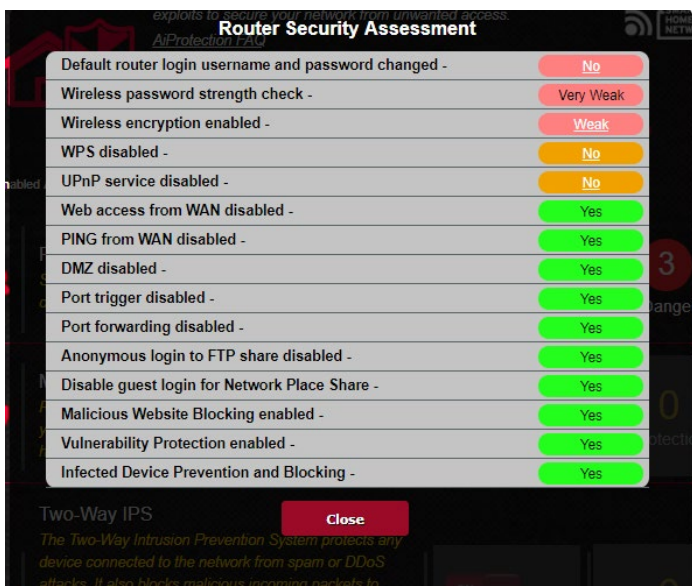 exploits to secure your network from unwanted access.
AiProtection FAQ
Router Security Assessment
HOME
NETW
Default router login username and password changed - No
Wireless password strength check - Very Weak
Wireless encryption enabled - Weak
WPS disabled - No
UPnP service disabled - No
nabled
Web access from WAN disabled - Yes
PING from WAN disabled - Yes
DMZ disabled - Yes
3
Port trigger disabled - Yes
Dange
Port forwarding disabled - Yes
Anonymous login to FTP share disabled - Yes
Disable guest login for Network Place Share - Yes
Malicious Website Blocking enabled - Yes
0
Vulnerability Protection enabled - Yes
otectio
Infected Device Prevention and Blocking - Yes
Two-Way IPS
Close
The Two-Way Intrusion Prevention System protects any
device connected to the network from spam or DDoS
attacks. It also blocks malicious incoming packets to